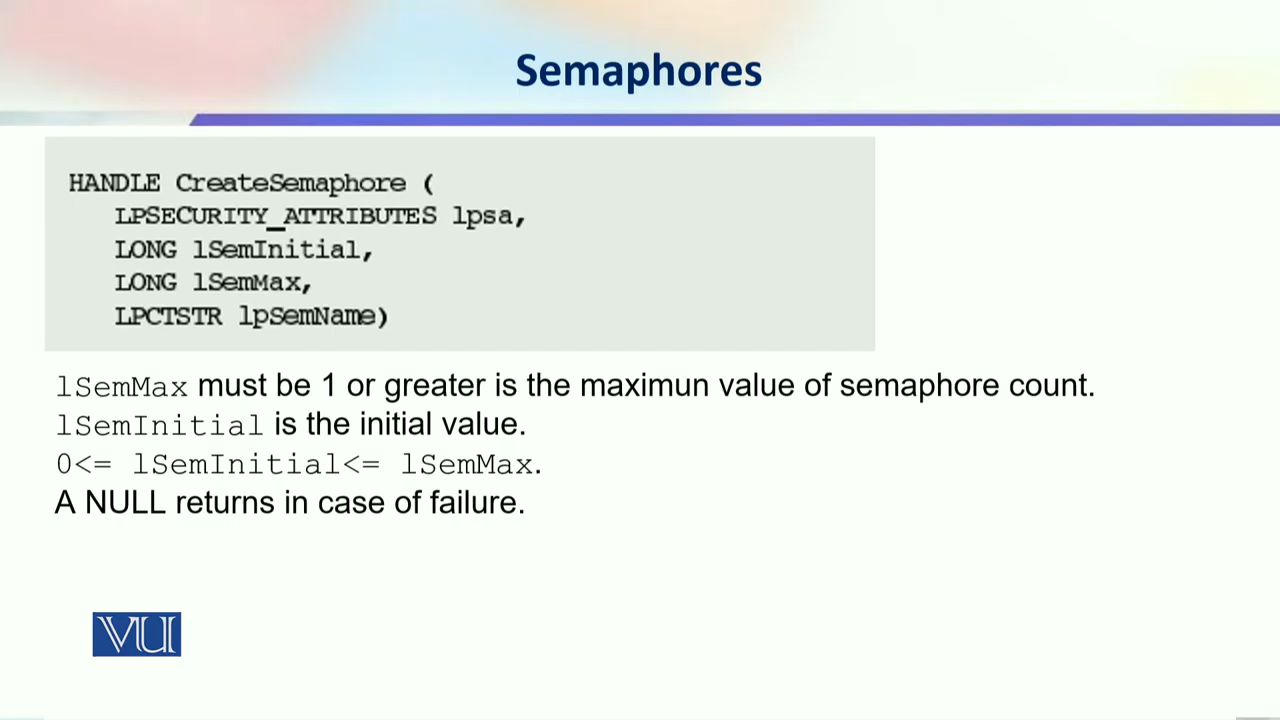 Semaphores
HANDLE CreateSemaphore (
LPSECURITY_ATTRIBUTES lpsa,
LONG lSemInitial,
LONG lSemMax,
LPCTSTR lpSemName)
lSemMax must be 1 or greater is the maximun value of semaphore count.
lSemInitial is the initial value.
0<= lSemInitial<= lSemMax.
A NULL returns in case of failure.
VU